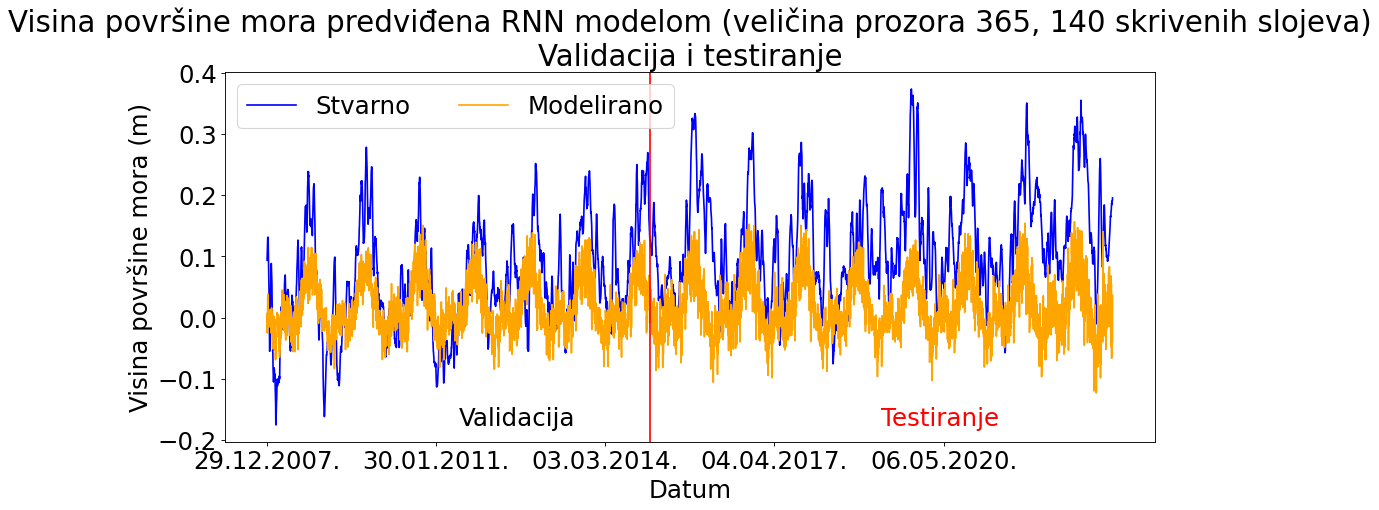 Visina površine mora predviđena RNN modelom (veličina prozora 365, 140 skrivenih slojeva)
Validacija i testiranje
Stvarno
Modelirano
Visina površine mora (m)
0.4
0.3
0.2
0.1
0.0
−0.1
−0.2
Validacija
Testiranje
29.12.2007.
30.01.2011.
03.03.2014.
04.04.2017.
06.05.2020.
Datum